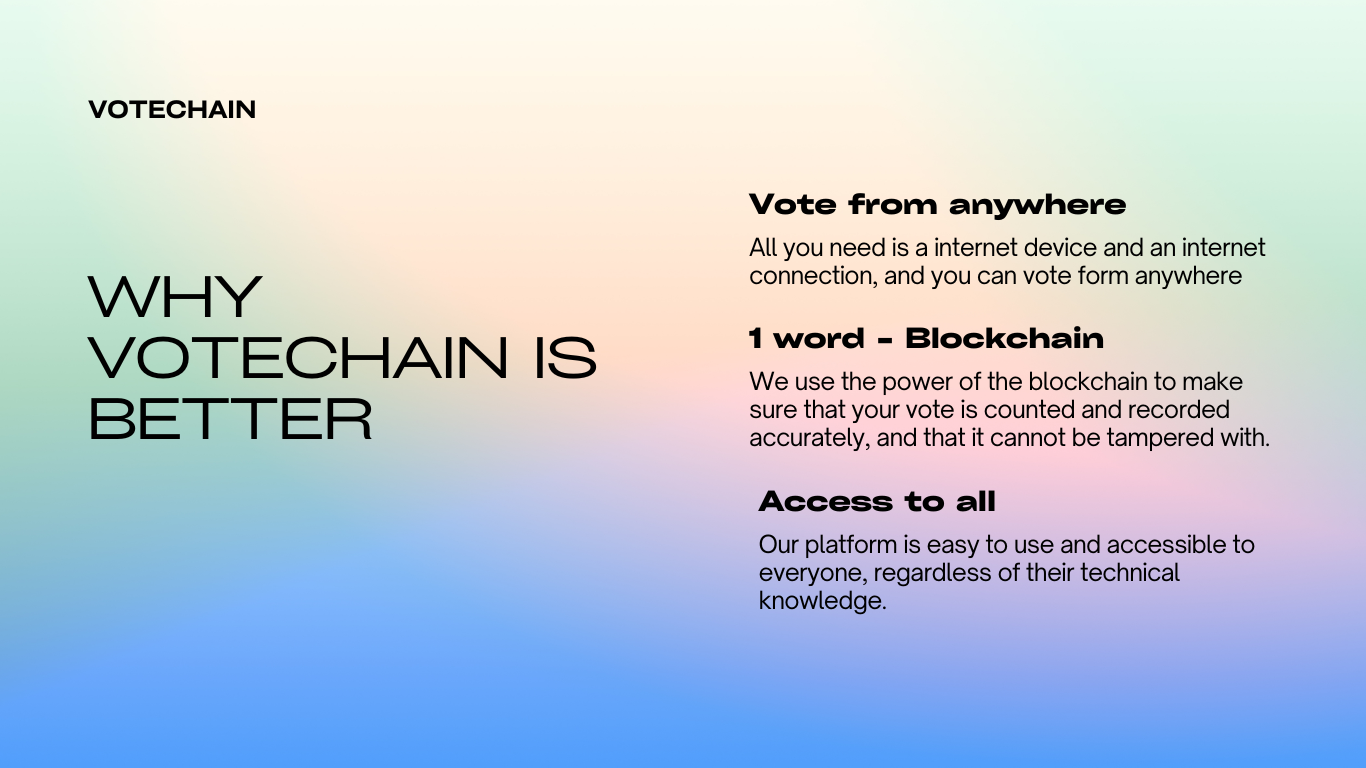 VOTECHAIN
WHY
VOTECHAIN IS
BETTER
Vote from anywhere
All you need is a internet device and an internet
connection, and you can vote form anywhere
1 word - Blockchain
We use the power of the blockchain to make
sure that your vote is counted and recorded
accurately, and that it cannot be tampered with.
Access to all
Our platform is easy to use and accessible to
everyone, regardless of their technical
knowledge.